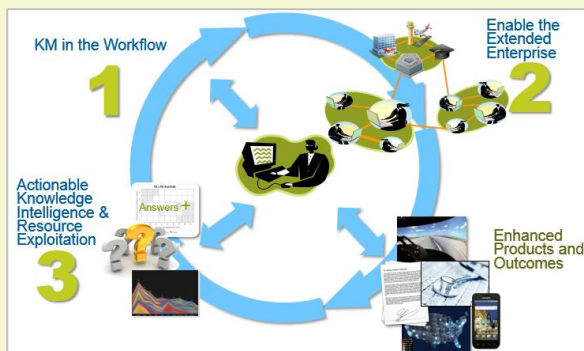 KM in the Workflow
1
Enable the
Extended
Enterprise
2
Actionable
Knowledge
Intelligence &
Resource
Exploitation
3
Answers +
Enhanced
Products and
Outcomes